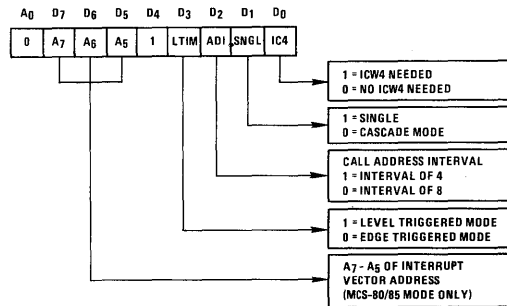 A0 D7 D6 D5 D4 D3 D2 D1 D0
0 A7 A6 A5 1 LTIM ADI SNGL IC4
1 = ICW4 NEEDED
0 = NO ICW4 NEEDED
1 = SINGLE
0 = CASCADE MODE
CALL ADDRESS INTERVAL
1 = INTERVAL OF 4
0 = INTERVAL OF 8
1 = LEVEL TRIGGERED MODE
0 = EDGE TRIGGERED MODE
A7 - A5 OF INTERRUPT
VECTOR ADDRESS
(MCS-80/85 MODE ONLY)